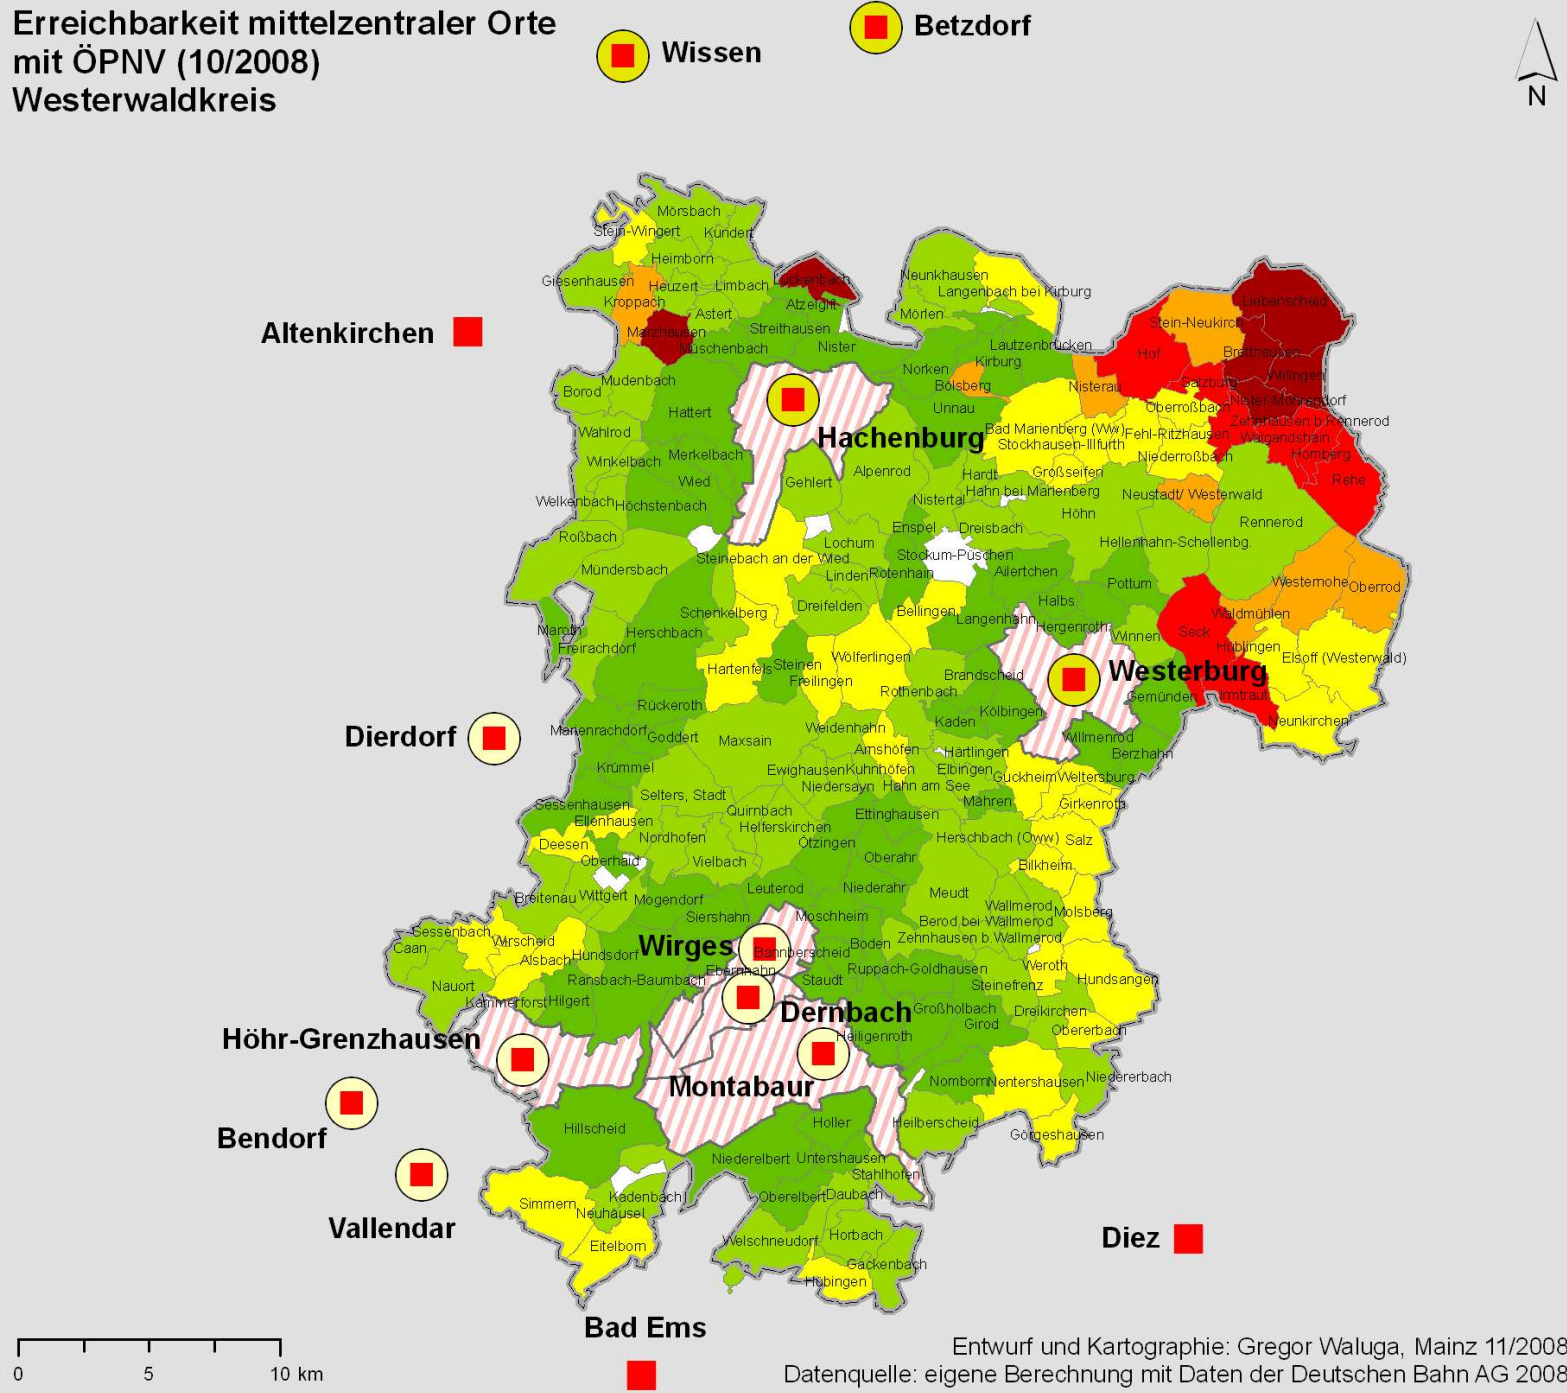 Erreichbarkeit mittelzentraler Orte
mit ÖPNV (10/2008)
Westerwaldkreis
Wissen
Betzdorf
N
Mörsbach
Stein-Wingert
Kundert
Heimborn
Giesenhausen
Heuzert
Limbach
Luckenbach
Neunkhausen
Langenbach bei Kirburg
Kroppach
Atzelgift
Liebenscheid
Astert
Mörlen
Altenkirchen
Marzhausen
Streithausen
Stein-Neukirch
Müschenbach
Nister
Lautzenbrücken
Hof
Breitthausen
Kirburg
Norken
Willingen
Mudenbach
Bölsberg
Nisterau
Salzburg
Borod
Hattert
Unnau
Oberroßbach
Nister-Möhrendorf
Zehnhausen b.Rennerod
Wahlrod
Hachenburg
Bad Marienberg (Ww)
Fehl-Ritzhausen
Waigandshain
Stockhausen-Illfurth
Merkelbach
Winkelbach
Niederroßbach
Homberg
Alpenrod
Großseifen
Wied
Gehlert
Hardt
Rehe
Hahn bei Marienberg
Neustadt/ Westerwald
Welkenbach
Höchstenbach
Nistertal
Höhn
Rennerod
Enspel
Dreisbach
Roßbach
Lochum
Hellenhahn-Schellenbg.
Steinebach an der Wied
Stockum-Püschen
Mündersbach
Linden
Rotenhain
Ailertchen
Pottum
Westernohe
Oberrod
Schenkelberg
Dreifelden
Bellingen
Halbs
Waldmühlen
Langenhahn
Maroth
Herschbach
Hergenroth
Winnen
Seck
Freirachdorf
Hüblingen
Hartenfels
Steinen
Wölferlingen
Elsoff (Westerwald)
Freilingen
Brandscheid
Westerburg
Rothenbach
Gemünden
Irmtraut
Rückeroth
Kölbingen
Kaden
Neunkirchen
Marienrachdorf
Goddert
Maxsain
Weidenhahn
Willmenrod
Dierdorf
Arnshöfen
Härtlingen
Berzhahn
Krümmel
Ewighausen
Kuhnhöfen
Elbingen
Guckheim
Weltersburg
Selters, Stadt
Niedersayn
Hahn am See
Sessenhausen
Quirnbach
Mähren
Girkenroth
Ellenhausen
Helferskirchen
Ettinghausen
Deesen
Nordhofen
Ötzingen
Herschbach (Oww)
Salz
Oberhaid
Vielbach
Oberahr
Bilkheim
Breitenau
Wittgert
Mogendorf
Leuterod
Niederahr
Meudt
Siershahn
Moschheim
Wallmerod
Molsberg
Berod bei Wallmerod
Sessenbach
Wirscheid
Wirges
Boden
Zehnhausen b.Wallmerod
Caan
Alsbach
Hundsdorf
Bannberscheid
Ebernhahn
Ruppach-Goldhausen
Weroth
Nauort
Ransbach-Baumbach
Staudt
Steinefrenz
Hundsangen
Kammerforst
Hilgert
Dernbach
Großholbach
Dreikirchen
Girod
Obererbach
Höhr-Grenzhausen
Heiligenroth
Montabaur
Nomborn
Nentershausen
Niedererbach
Bendorf
Hillscheid
Holler
Heilberscheid
Görgeshausen
Niederelbert
Untershausen
Stahlhofen
Vallendar
Simmern
Kadenbach
Neuhäusel
Oberelbert
Daubach
Eitelborn
Welschneudorf
Horbach
Diez
Gackenbach
Hübingen
Bad Ems
0 5 10 km
Entwurf und Kartographie: Gregor Waluga, Mainz 11/2008
Datenquelle: eigene Berechnung mit Daten der Deutschen Bahn AG 2008